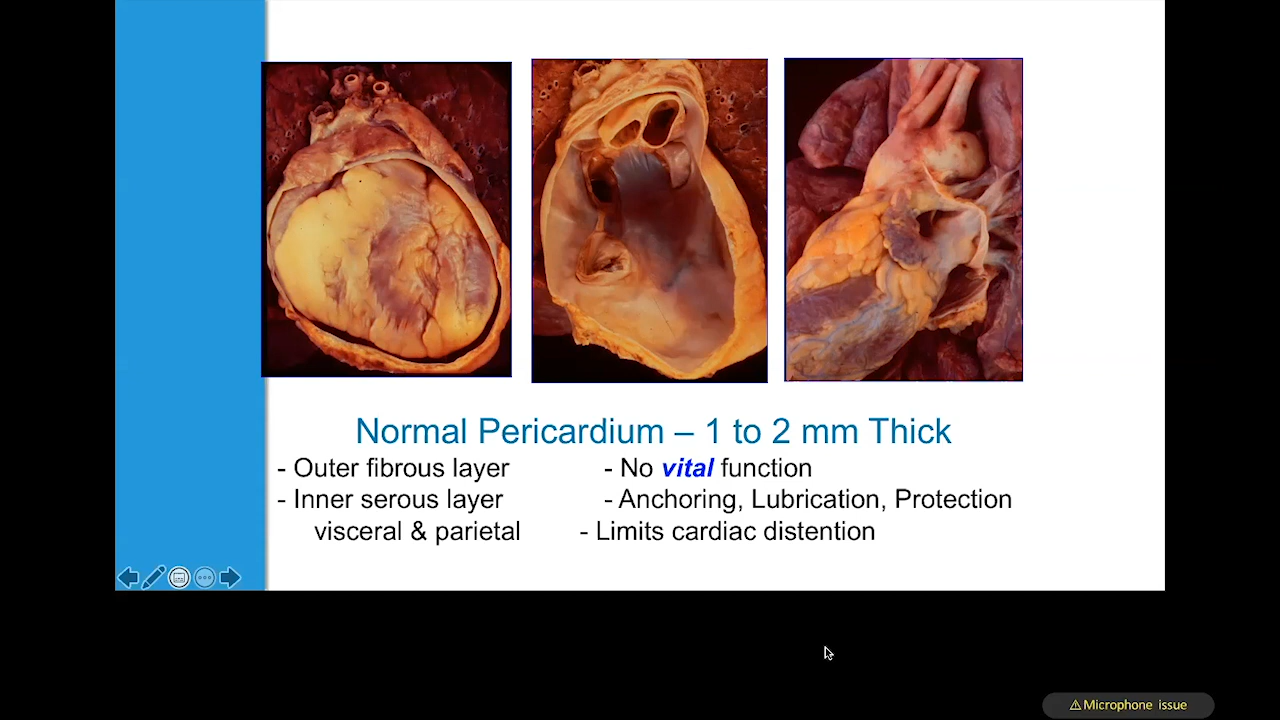 Normal Pericardium – 1 to 2 mm Thick
- Outer fibrous layer
- Inner serous layer
visceral & parietal
- No vital function
- Anchoring, Lubrication, Protection
- Limits cardiac distention
⚠Microphone issue